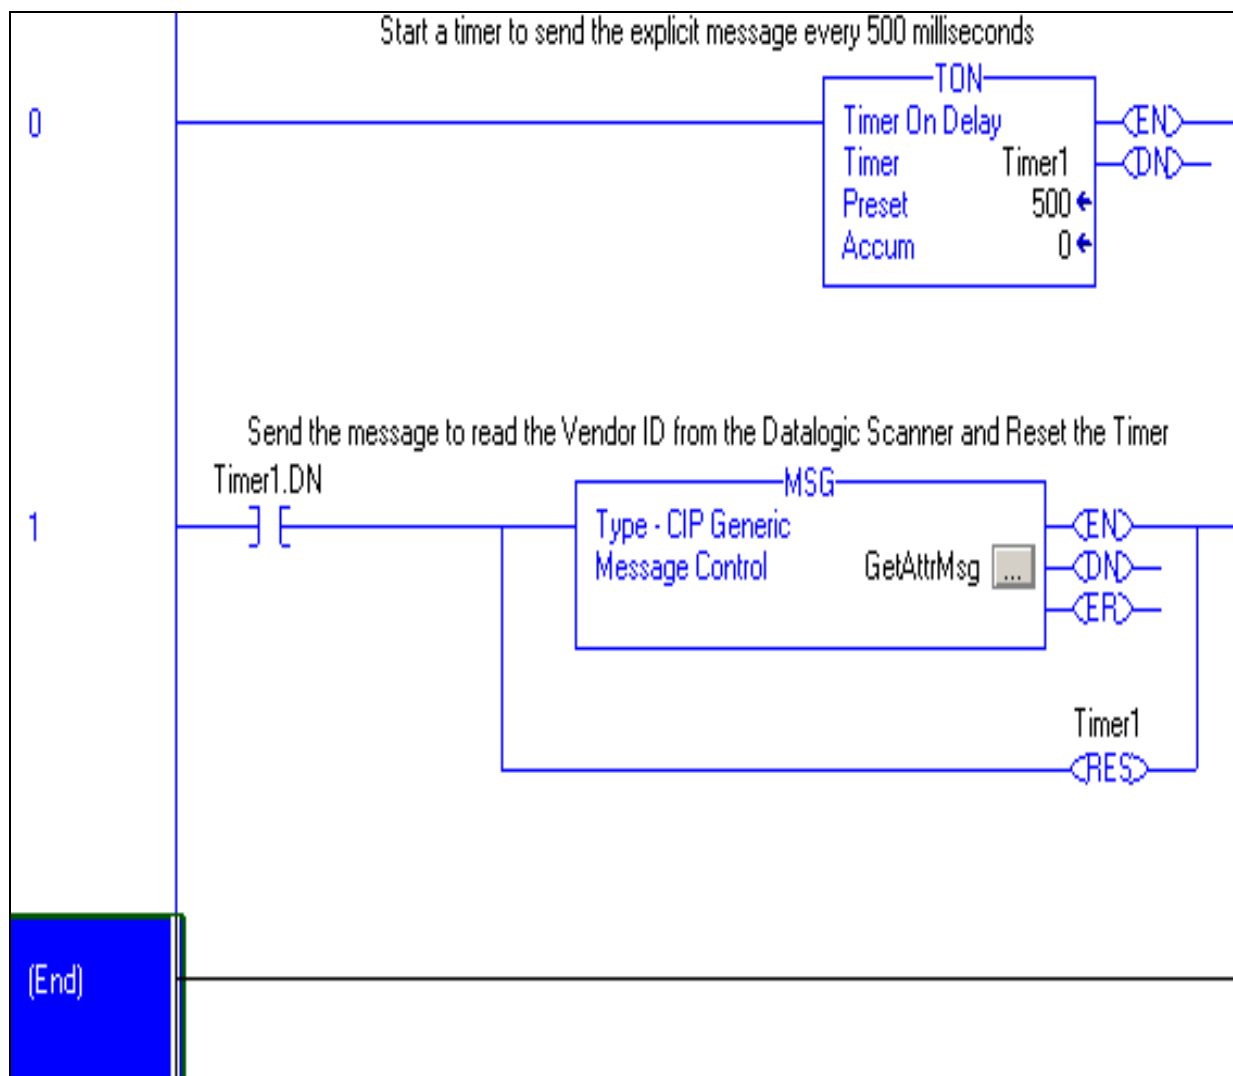 Start a timer to send the explicit message every 500 milliseconds
TON
0
Timer On Delay
EN
Timer Timer1
DN
Preset 500
Accum 0
Send the message to read the Vendor ID from the Datalogic Scanner and Reset the Timer
Timer1.DN
MSG
1
Type - CIP Generic
EN
Message Control GetAttrMsg ...
DN
ER
Timer1
RES
(End)